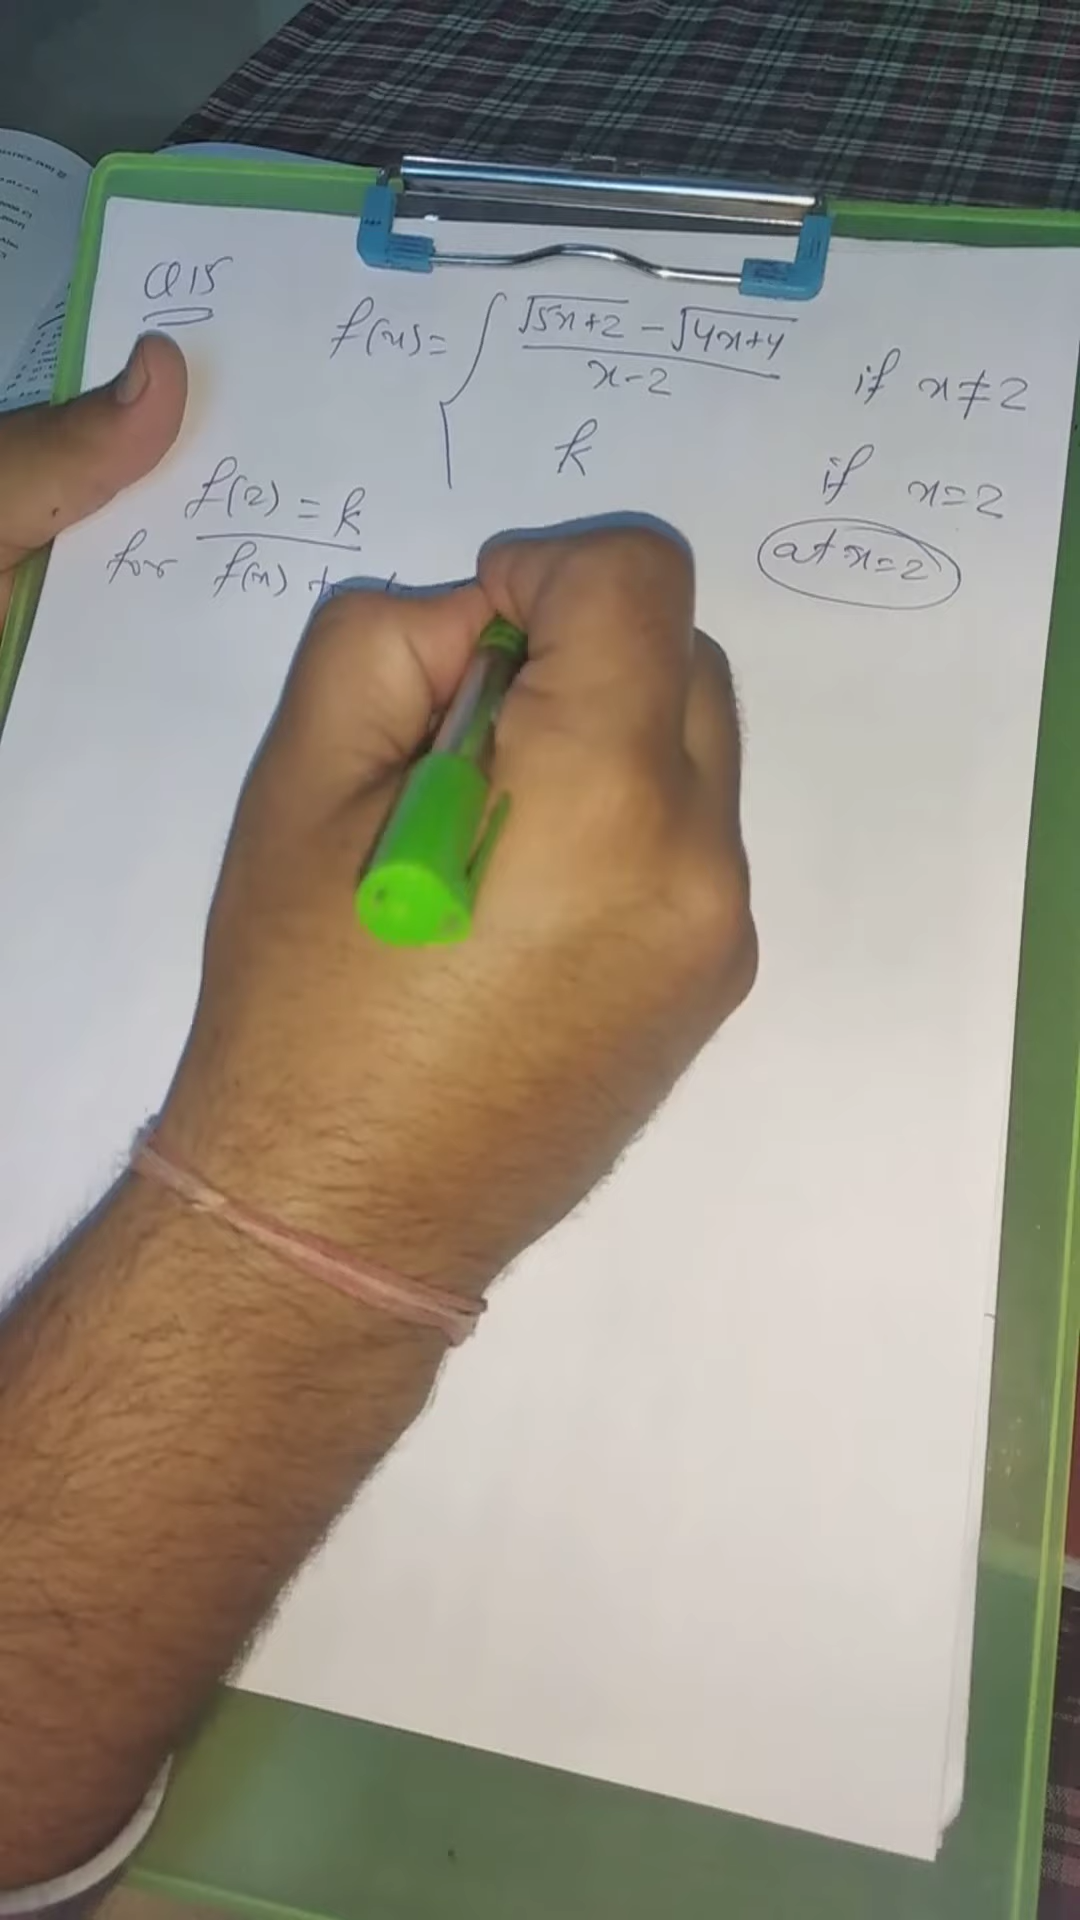 Q15
f(x) = { √5x+2 - √4x+4 / x-2 if x≠2
k if x=2
f(2) = k at x=2
for f(x)